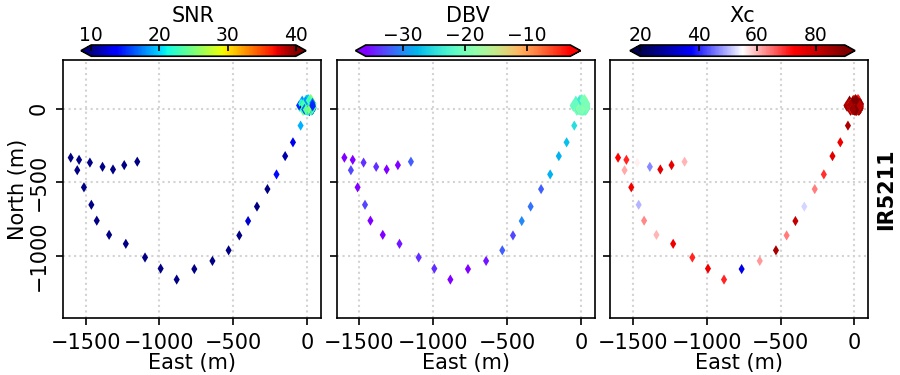 SNR DBV Xc
10 20 30 40 −30 −20 −10 20 40 60 80
North (m)
0
−500
−1000
IR5211
−1500 −1000 −500 0 −1500 −1000 −500 0 −1500 −1000 −500 0
East (m) East (m) East (m)